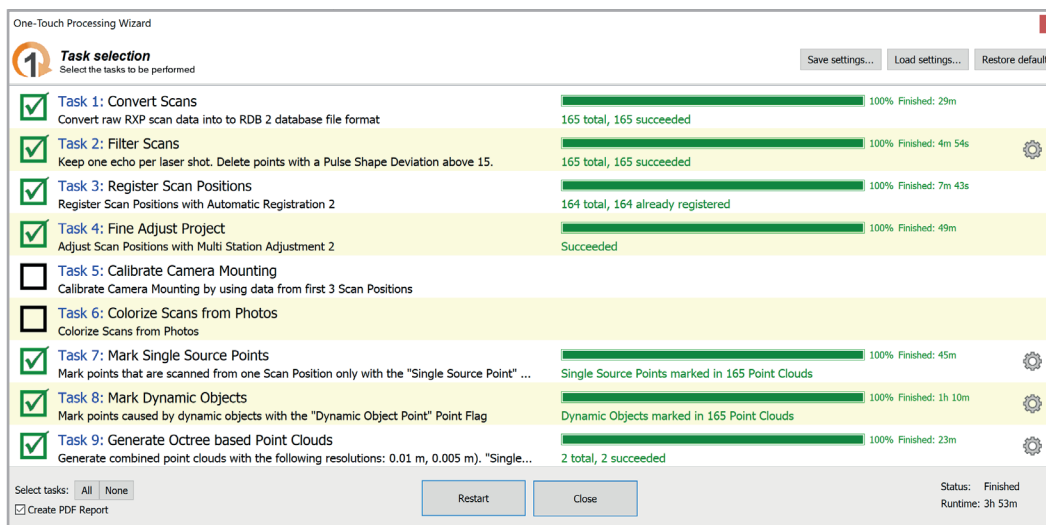 One-Touch Processing Wizard
1
Task selection
Select the tasks to be performed
Save settings... Load settings... Restore default
Task 1: Convert Scans
Convert raw RXP scan data into to RDB 2 database file format
100% Finished: 29m
165 total, 165 succeeded
Task 2: Filter Scans
Keep one echo per laser shot. Delete points with a Pulse Shape Deviation above 15.
100% Finished: 4m 54s
165 total, 165 succeeded
Task 3: Register Scan Positions
Register Scan Positions with Automatic Registration 2
100% Finished: 7m 43s
164 total, 164 already registered
Task 4: Fine Adjust Project
Adjust Scan Positions with Multi Station Adjustment 2
100% Finished: 49m
Succeeded
Task 5: Calibrate Camera Mounting
Calibrate Camera Mounting by using data from first 3 Scan Positions
Task 6: Colorize Scans from Photos
Colorize Scans from Photos
Task 7: Mark Single Source Points
Mark points that are scanned from one Scan Position only with the "Single Source Point" ...
100% Finished: 45m
Single Source Points marked in 165 Point Clouds
Task 8: Mark Dynamic Objects
Mark points caused by dynamic objects with the "Dynamic Object Point" Point Flag
100% Finished: 1h 10m
Dynamic Objects marked in 165 Point Clouds
Task 9: Generate Octree based Point Clouds
Generate combined point clouds with the following resolutions: 0.01 m, 0.005 m). "Single...
100% Finished: 23m
2 total, 2 succeeded
Select tasks: All None
Create PDF Report
Restart Close
Status: Finished
Runtime: 3h 53m